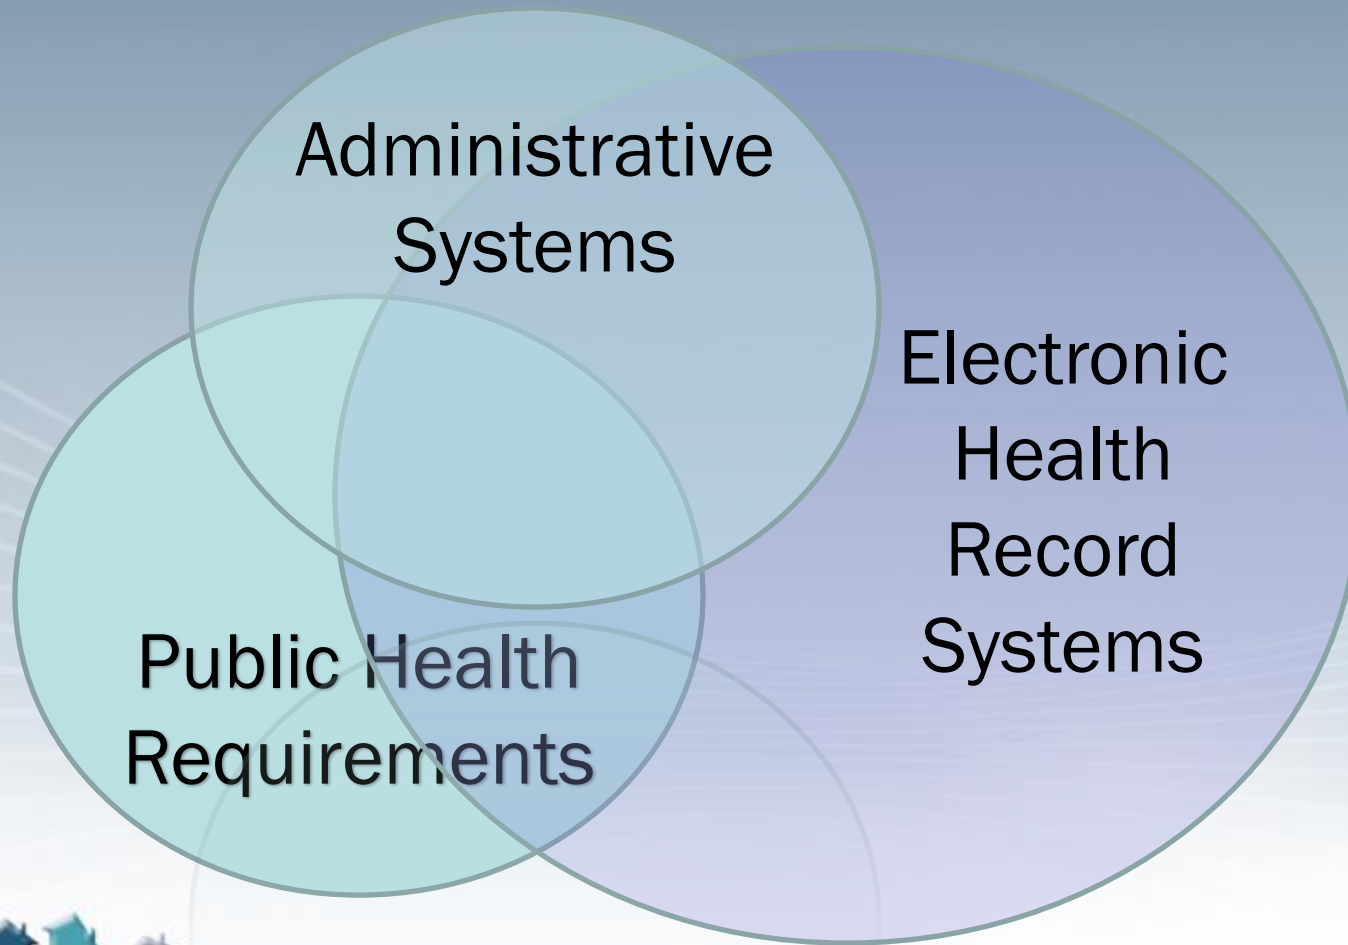 Administrative
Systems
Electronic
Health
Record
Systems
Public Health
Requirements